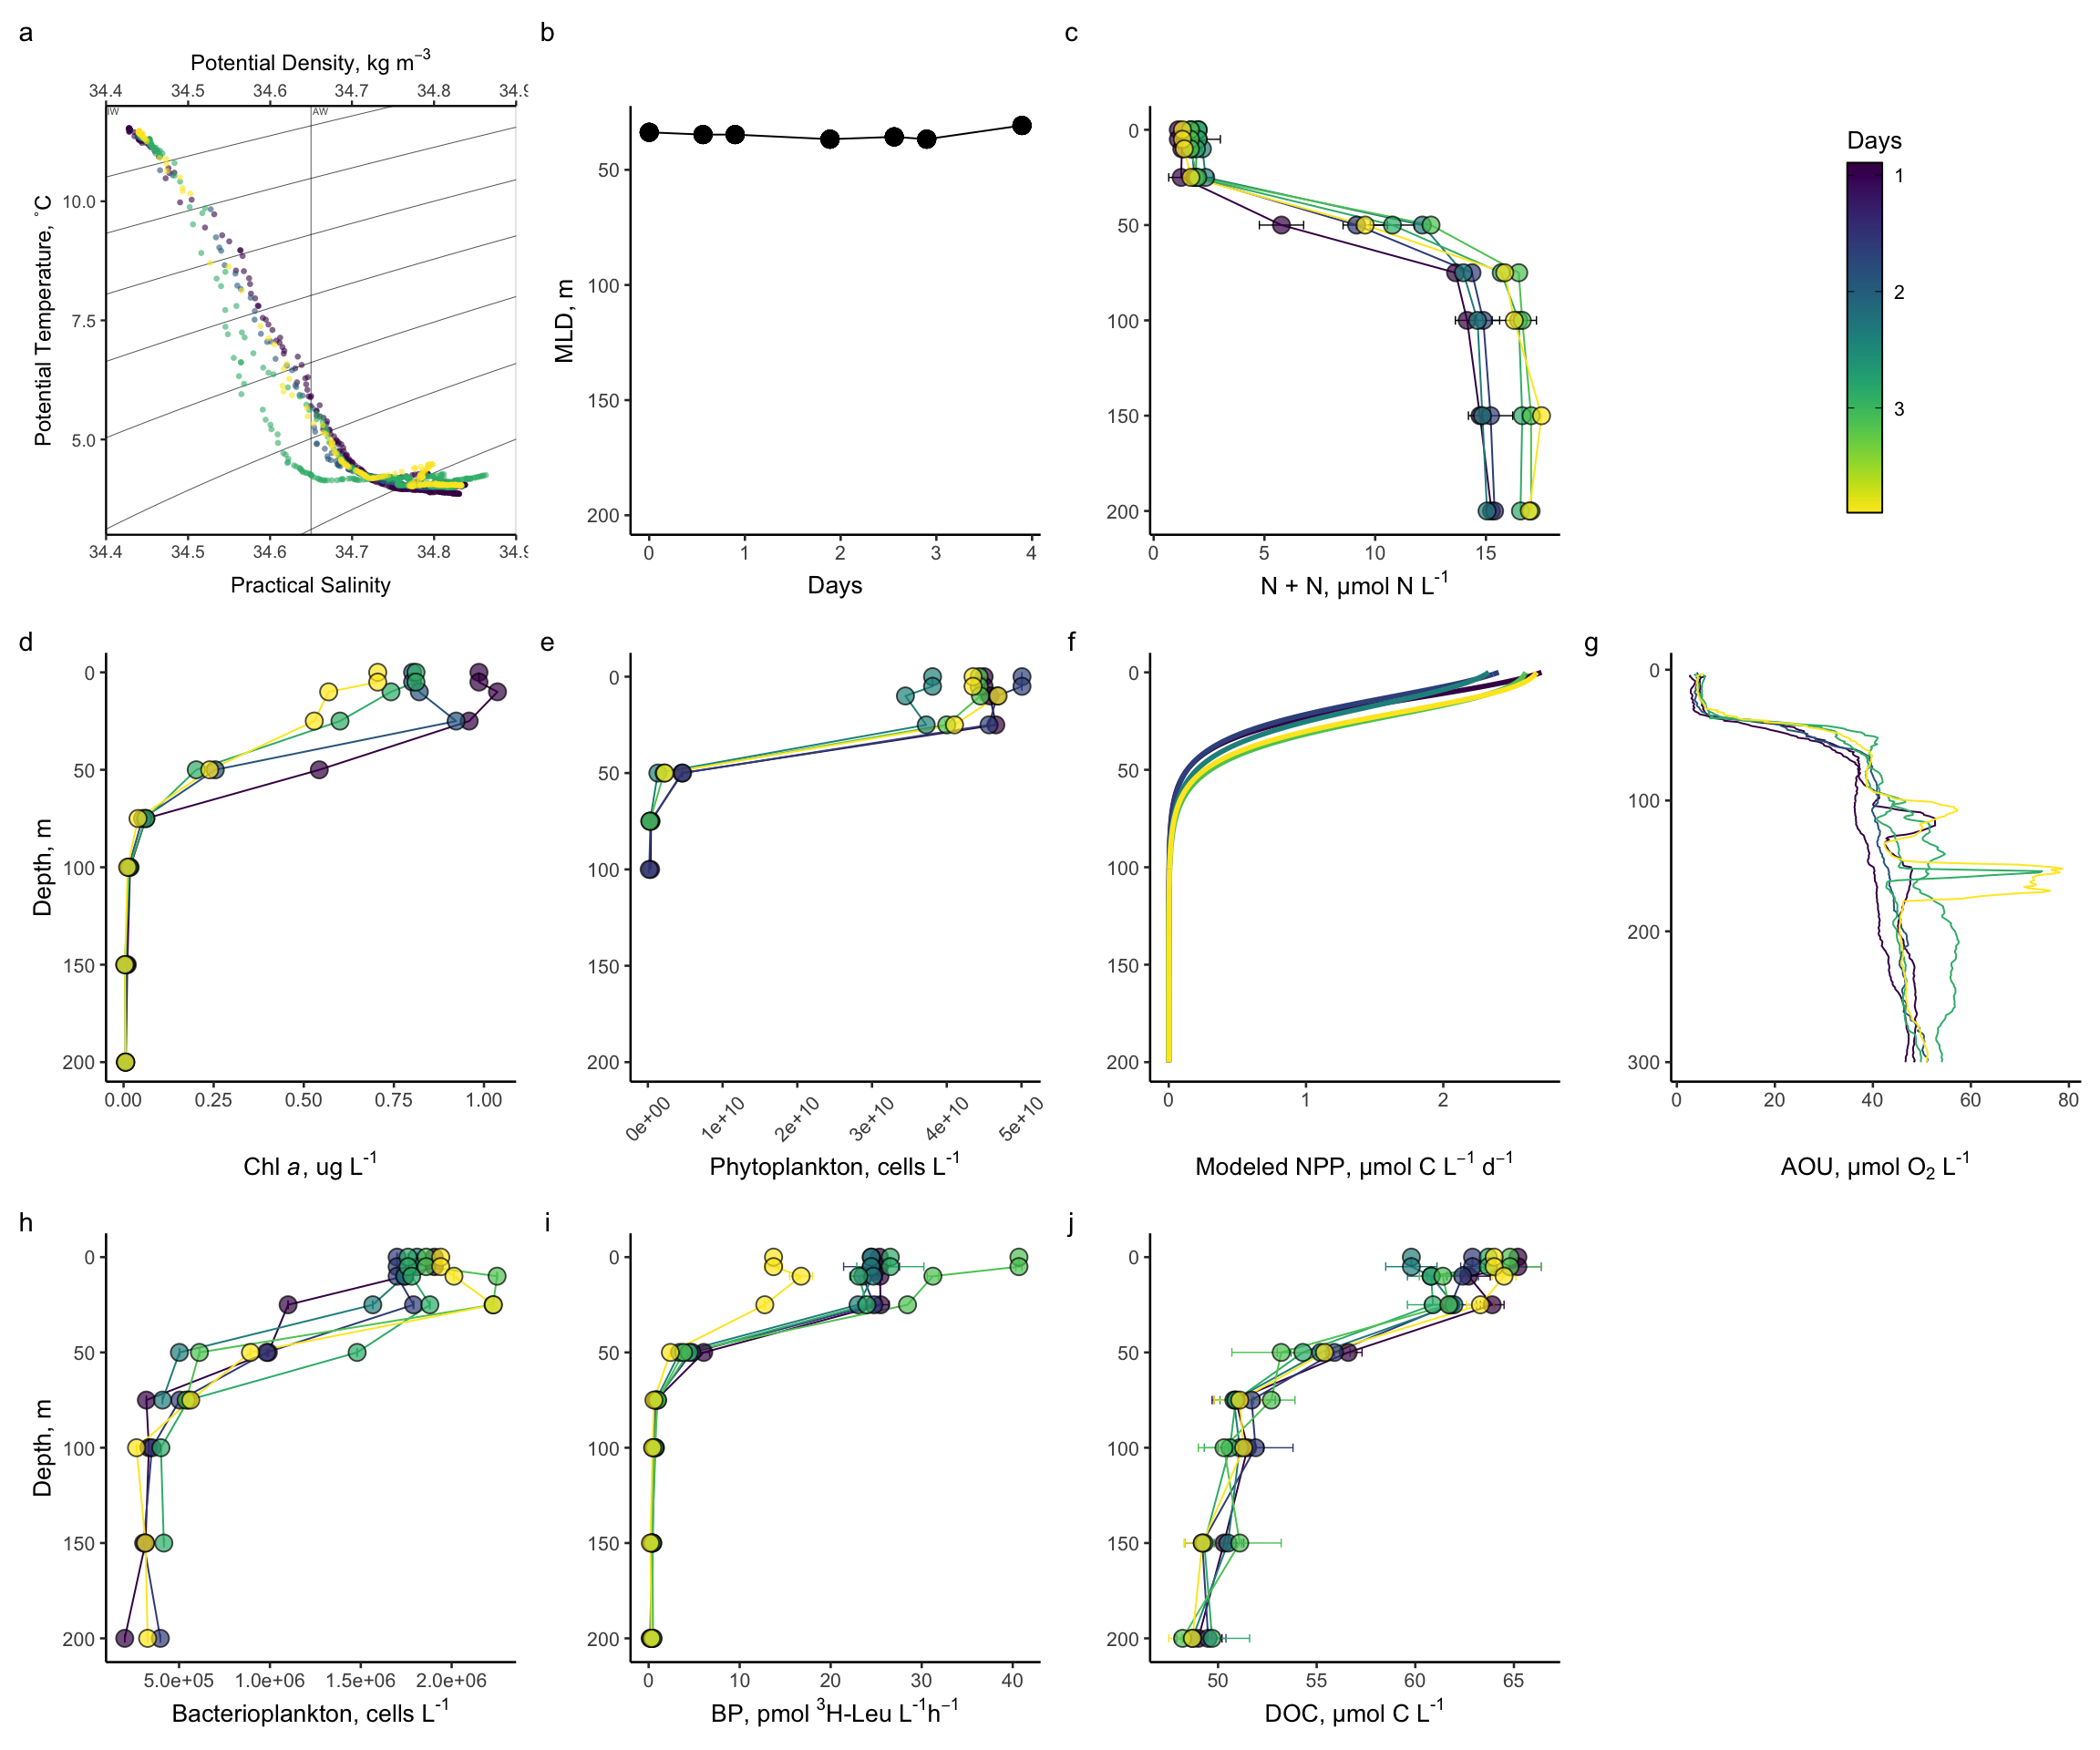 a
Potential Density, kg m⁻³
34.4 34.5 34.6 34.7 34.8 34.9
IW AW
10.0
7.5
5.0
Potential Temperature, °C
34.4 34.5 34.6 34.7 34.8 34.9
Practical Salinity
b
50
100
150
200
MLD, m
0 1 2 3 4
Days
c
0
50
100
150
200
0 5 10 15
N + N, µmol N L⁻¹
Days
1
2
3
d
0
50
100
150
200
Depth, m
0.00 0.25 0.50 0.75 1.00
Chl a, ug L⁻¹
e
0
50
100
150
200
0e+00 1e+10 2e+10 3e+10 4e+10 5e+10
Phytoplankton, cells L⁻¹
f
0
50
100
150
200
0 1 2
Modeled NPP, µmol C L⁻¹ d⁻¹
g
0
100
200
300
0 20 40 60 80
AOU, µmol O₂ L⁻¹
h
0
50
100
150
200
Depth, m
5.0e+05 1.0e+06 1.5e+06 2.0e+06
Bacterioplankton, cells L⁻¹
i
0
50
100
150
200
0 10 20 30 40
BP, pmol ³H-Leu L⁻¹h⁻¹
j
0
50
100
150
200
50 55 60 65
DOC, µmol C L⁻¹